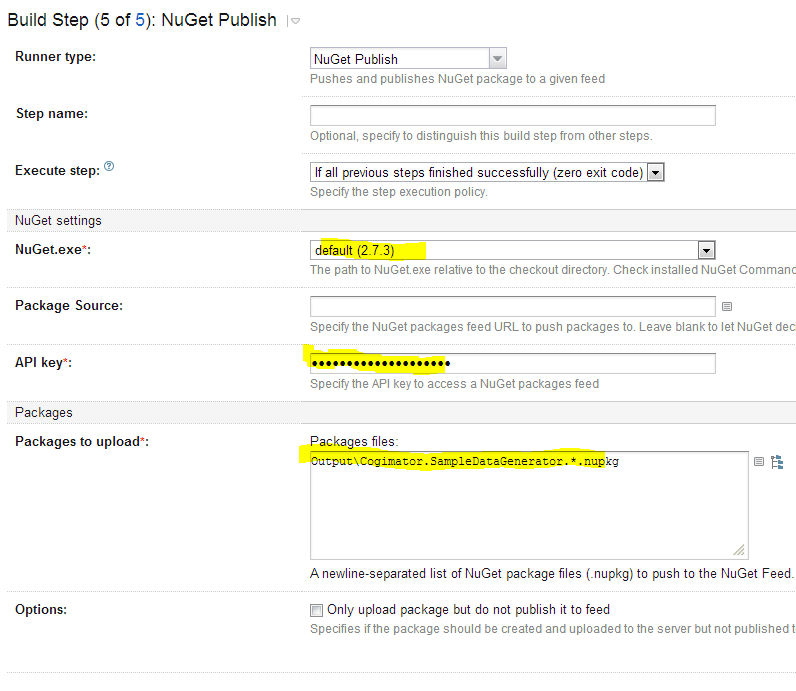 Build Step (5 of 5): NuGet Publish
Runner type: NuGet Publish
Pushes and publishes NuGet package to a given feed
Step name:
Optional, specify to distinguish this build step from other steps.
Execute step: ? If all previous steps finished successfully (zero exit code)
Specify the step execution policy.
NuGet settings
NuGet.exe*: default (2.7.3)
The path to NuGet.exe relative to the checkout directory. Check installed NuGet Comman
Package Source:
Specify the NuGet packages feed URL to push packages to. Leave blank to let NuGet dec
API key*: ••••••••••••••••••••
Specify the API key to access a NuGet packages feed
Packages
Packages to upload*: Packages files:
Output\Cogimator.SampleDataGenerator.*.nupkg
A newline-separated list of NuGet package files (.nupkg) to push to the NuGet Feed.
Options: Only upload package but do not publish it to feed
Specifies if the package should be created and uploaded to the server but not published t